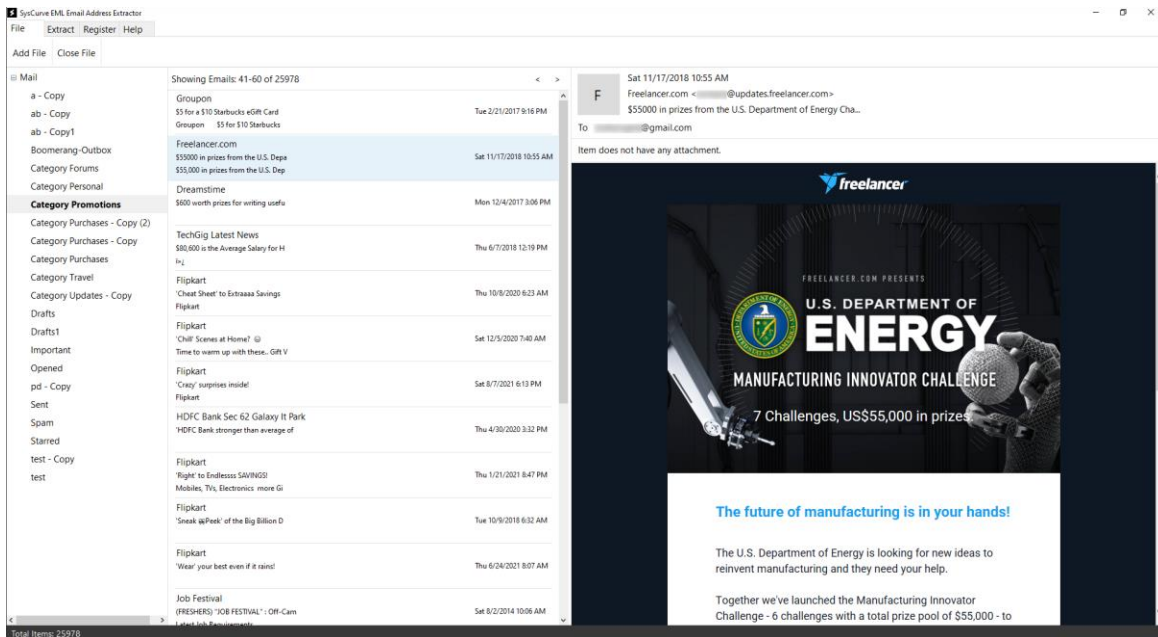 SysCurve EML Email Address Extractor
File Extract Register Help
Add File Close File
Mail
a - Copy
ab - Copy
ab - Copy1
Boomerang-Outbox
Category Forums
Category Personal
Category Promotions
Category Purchases - Copy (2)
Category Purchases - Copy
Category Purchases
Category Travel
Category Updates - Copy
Drafts
Drafts1
Important
Opened
pd - Copy
Sent
Spam
Starred
test - Copy
test
Showing Emails: 41-60 of 25978 < >
Groupon
$5 for a $10 Starbucks eGift Card Tue 2/21/2017 9:16 PM
Groupon $5 for $10 Starbucks
Freelancer.com
$55000 in prizes from the U.S. Depa Sat 11/17/2018 10:55 AM
$55,000 in prizes from the U.S. Dep
Dreamstime
$600 worth prizes for writing usefu Mon 12/4/2017 3:06 PM
TechGig Latest News
$80,600 is the Average Salary for H Thu 6/7/2018 12:19 PM
Flipkart
'Cheat Sheet' to Extraaaa Savings Thu 10/8/2020 6:23 AM
Flipkart
Flipkart
'Chill' Scenes at Home? Sat 12/5/2020 7:40 AM
Time to warm up with these.. Gift V
Flipkart
'Crazy' surprises inside! Sat 8/7/2021 6:13 PM
Flipkart
HDFC Bank Sec 62 Galaxy It Park
'HDFC Bank stronger than average of Thu 4/30/2020 3:32 PM
Flipkart
'Right' to Endlessss SAVINGS! Thu 1/21/2021 8:47 PM
Mobiles, TVs, Electronics more Gi
Flipkart
'Sneak Peek' of the Big Billion D Tue 10/9/2018 6:32 AM
Flipkart
'Wear' your best even if it rains! Thu 6/24/2021 8:07 AM
Job Festival
(FRESHERS) "JOB FESTIVAL" : Off-Cam Sat 8/2/2014 10:06 AM
Latest Job Requirements
F
Sat 11/17/2018 10:55 AM
Freelancer.com < @updates.freelancer.com>
$55000 in prizes from the U.S. Department of Energy Cha...
To @gmail.com
Item does not have any attachment.
freelancer
FREELANCER.COM PRESENTS
U.S. DEPARTMENT OF
ENERGY
MANUFACTURING INNOVATOR CHALLENGE
7 Challenges, US$55,000 in prizes
The future of manufacturing is in your hands!
The U.S. Department of Energy is looking for new ideas to
reinvent manufacturing and they need your help.
Together we've launched the Manufacturing Innovator
Challenge - 6 challenges with a total prize pool of $55,000 - to
Total Items: 25978